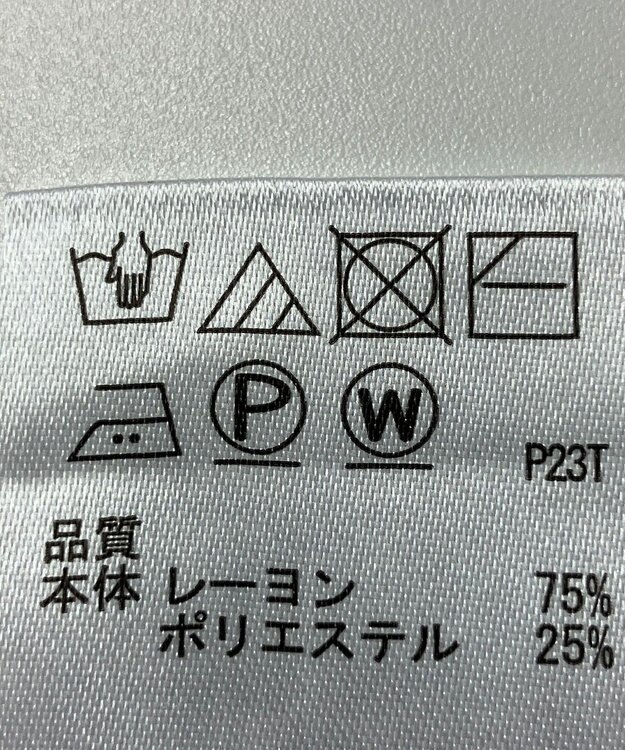 P W
P23T
品質
本体 レーヨン 75%
ポリエステル 25%